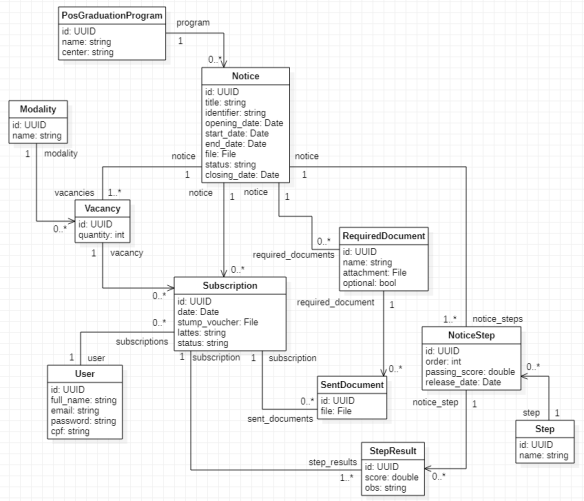 PosGraduationProgram
id: UUID
name: string
center: string
program
1
0..*
Notice
id: UUID
title: string
identifier: string
opening_date: Date
start_date: Date
end_date: Date
file: File
status: string
closing_date: Date
Modality
id: UUID
name: string
1
modality
0..*
notice
1
vacancies
1..*
Vacancy
id: UUID
quantity: int
1
vacancy
0..*
notice
1
0..*
notice
1
required_documents
0..*
notice
1
1..*
notice_steps
RequiredDocument
id: UUID
name: string
attachment: File
optional: bool
required_document
1
0..*
Subscription
id: UUID
date: Date
stump_voucher: File
lattes: string
status: string
0..*
subscriptions
1
user
User
id: UUID
full_name: string
email: string
password: string
cpf: string
1
subscription
1
subscription
0..*
sent_documents
SentDocument
id: UUID
file: File
NoticeStep
id: UUID
order: int
passing_score: double
release_date: Date
0..*
step
1
Step
id: UUID
name: string
notice_step
1
0..*
step_results
1..*
StepResult
id: UUID
score: double
obs: string